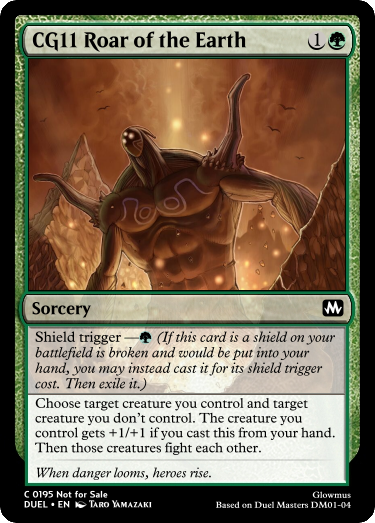 CG11 Roar of the Earth 1
Sorcery
Shield trigger — (If this card is a shield on your
battlefield is broken and would be put into your
hand, you may instead cast it for its shield trigger
cost. Then exile it.)
Choose target creature you control and target
creature you don't control. The creature you
control gets +1/+1 if you cast this from your hand.
Then those creatures fight each other.
When danger looms, heroes rise.
C 0195 Not for Sale
DUEL • EN Taro Yamazaki
Glowmus
Based on Duel Masters DM01-04